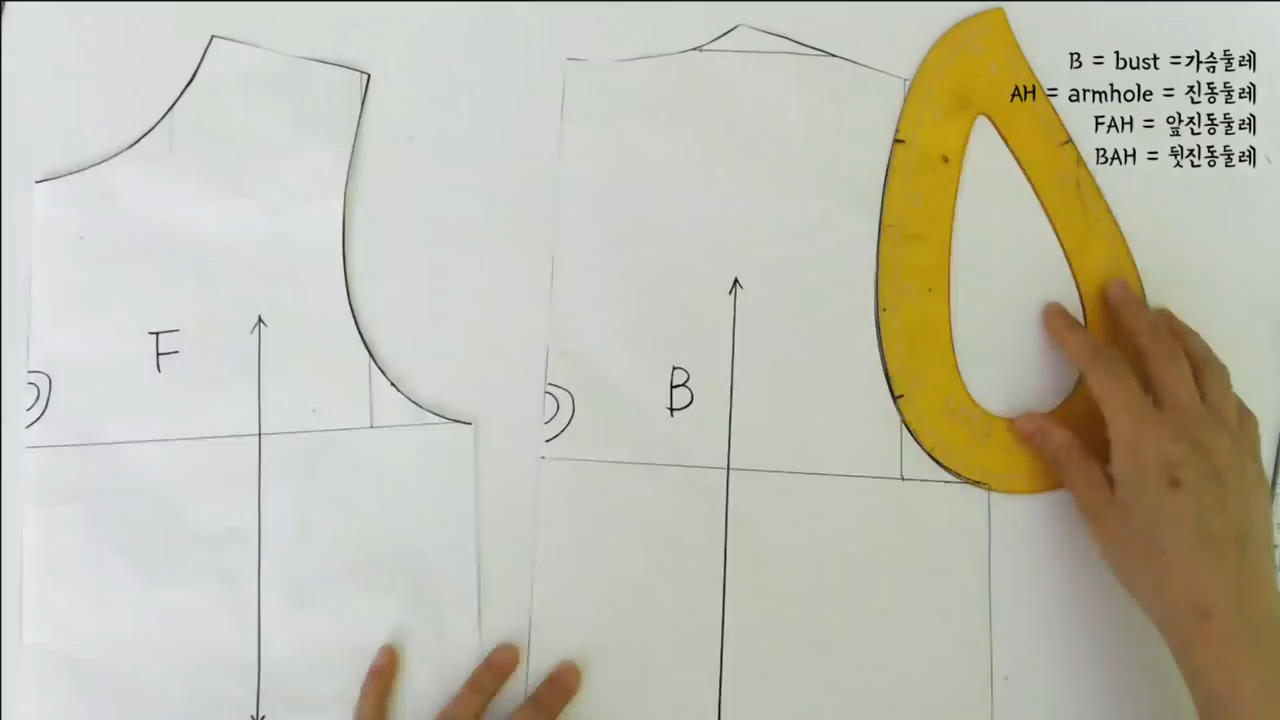 B = bust =가슴둘레
AH = armhole = 진동둘레
FAH = 앞진동둘레
BAH = 뒷진동둘레
F
B